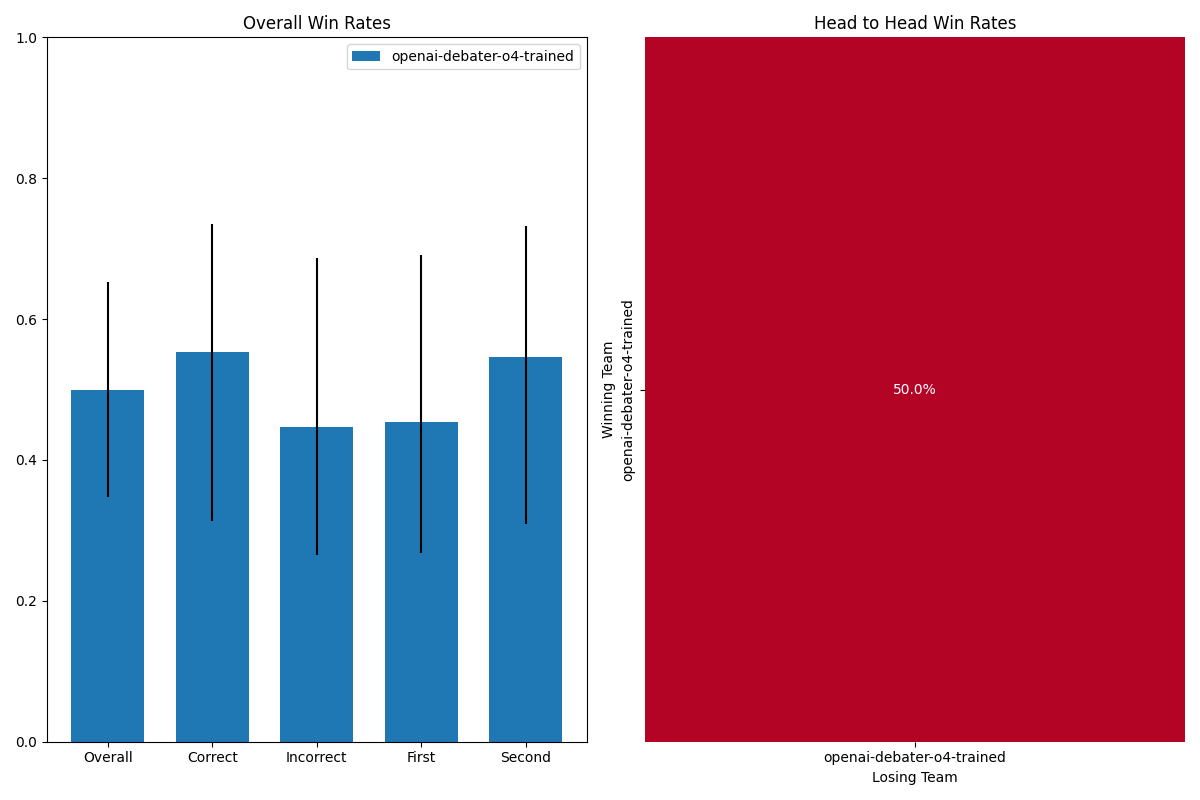 Overall Win Rates
openai-debater-o4-trained
1.0
0.8
0.6
0.4
0.2
0.0
Overall
Correct
Incorrect
First
Second
Head to Head Win Rates
Winning Team
openai-debater-o4-trained
50.0%
openai-debater-o4-trained
Losing Team